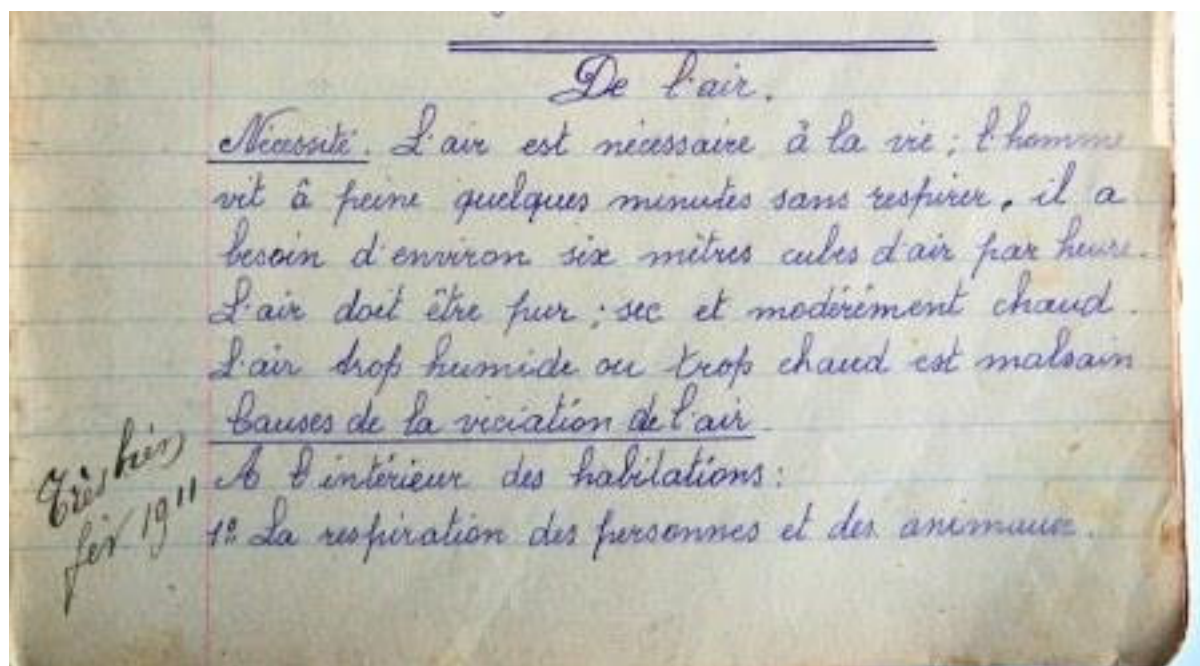 De l'air.
Nécessité. L'air est nécessaire à la vie ; l'homme
vit à peine quelques minutes sans respirer, il a
besoin d'environ six mètres cubes d'air par heure.
L'air doit être pur ; sec et modérément chaud.
L'air trop humide ou trop chaud est malsain
Causes de la viciation de l'air.
A l'intérieur des habitations :
1º La respiration des personnes et des animaux.
Très bien
fév 1911